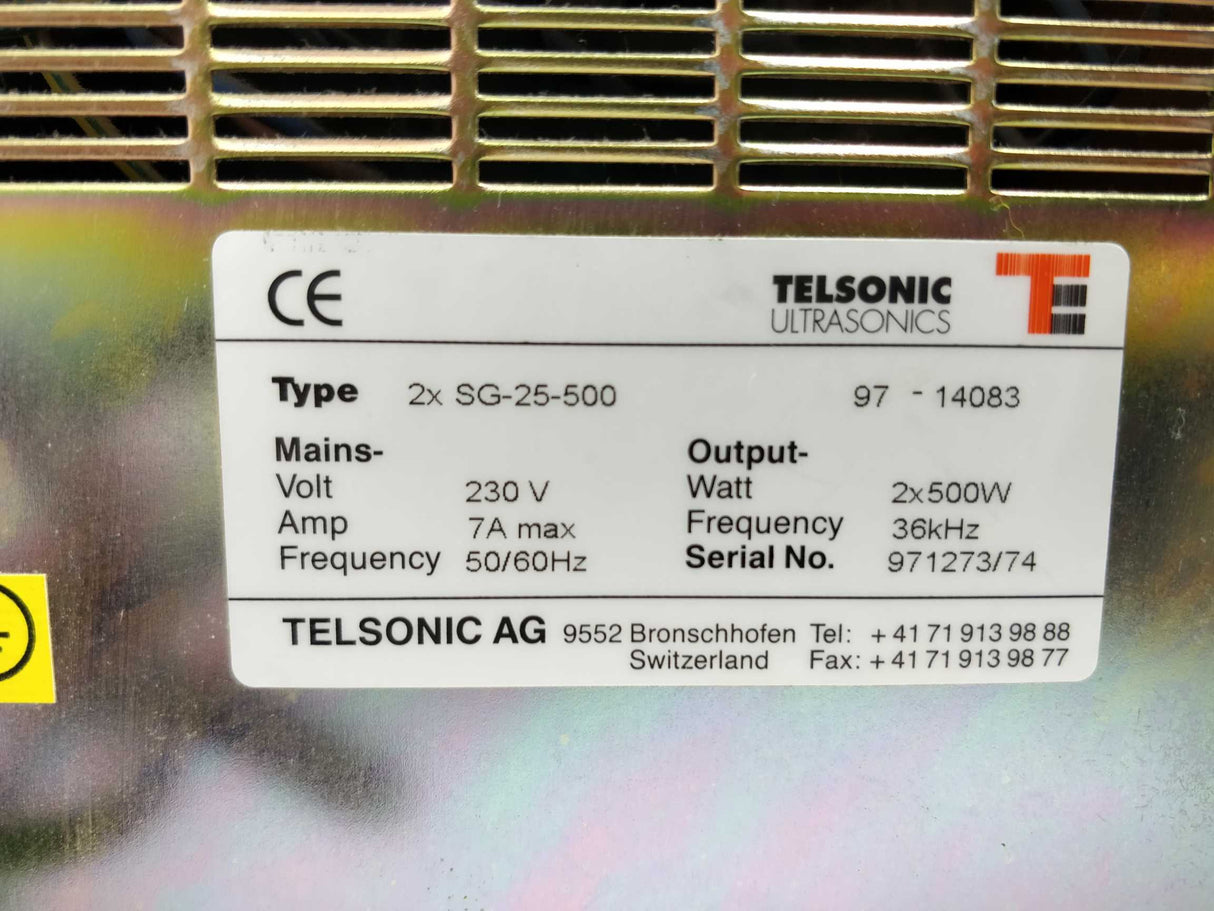 CE
TELSONIC
ULTRASONICS
TE
Type 2x SG-25-500 97 - 14083
Mains- Output-
Volt 230 V Watt 2x500W
Amp 7A max Frequency 36kHz
Frequency 50/60Hz Serial No. 971273/74
TELSONIC AG 9552 Bronschhofen Tel: +41 71 913 98 88
Switzerland Fax: +41 71 913 98 77